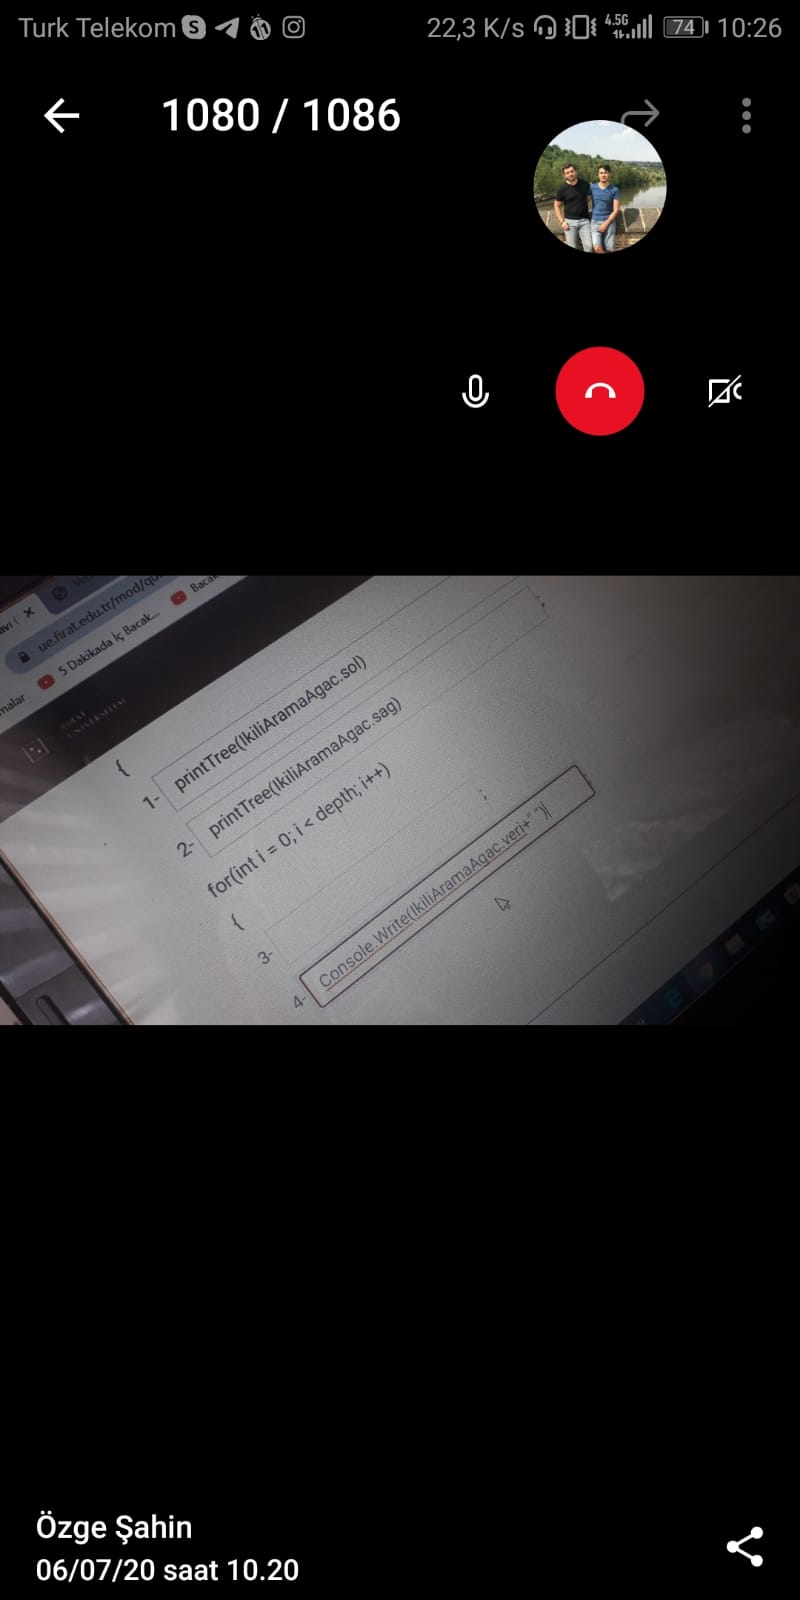 Turk Telekom
22,3 K/s 4.5G 74 10:26
1080 / 1086
ue.firat.edu.tr/mod/qu
5 Dakikada İç Bacak...
Bacak
{
1- printTree(IkiliAramaAgac.sol)
;
2- printTree(IkiliAramaAgac.sag)
for(int i = 0; i < depth; i++)
{
3-
;
4- Console.Write(IkiliAramaAgac.veri+" ")
Özge Şahin
06/07/20 saat 10.20